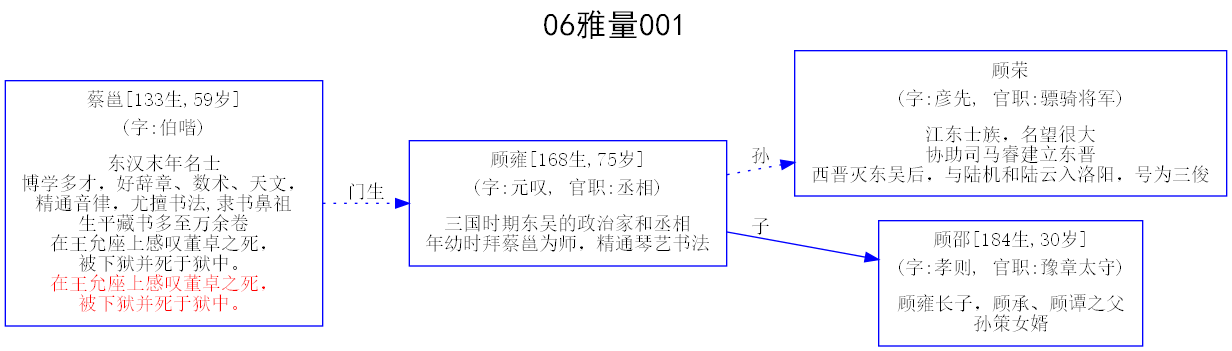 06雅量001
蔡邕[133生,59岁]
(字:伯喈)
东汉末年名士
博学多才，好辞章、数术、天文，
精通音律，尤擅书法,隶书鼻祖
生平藏书多至万余卷
在王允座上感叹董卓之死，
被下狱并死于狱中。
在王允座上感叹董卓之死，
被下狱并死于狱中。
门生
顾雍[168生,75岁]
(字:元叹, 官职:丞相)
三国时期东吴的政治家和丞相
年幼时拜蔡邕为师，精通琴艺书法
孙
顾荣
(字:彦先, 官职:骠骑将军)
江东士族，名望很大
协助司马睿建立东晋
西晋灭东吴后，与陆机和陆云入洛阳，号为三俊
子
顾邵[184生,30岁]
(字:孝则, 官职:豫章太守)
顾雍长子，顾承、顾谭之父
孙策女婿